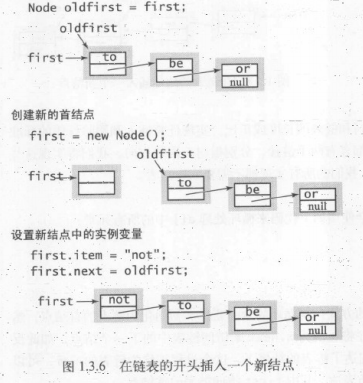 Node oldfirst = first;
oldfirst
first
to
be
or
null
创建新的首结点
first = new Node();
oldfirst
first
to
be
or
null
设置新结点中的实例变量
first.item = "not";
first.next = oldfirst;
first
not
to
be
or
null
图 1.3.6 在链表的开头插入一个新结点